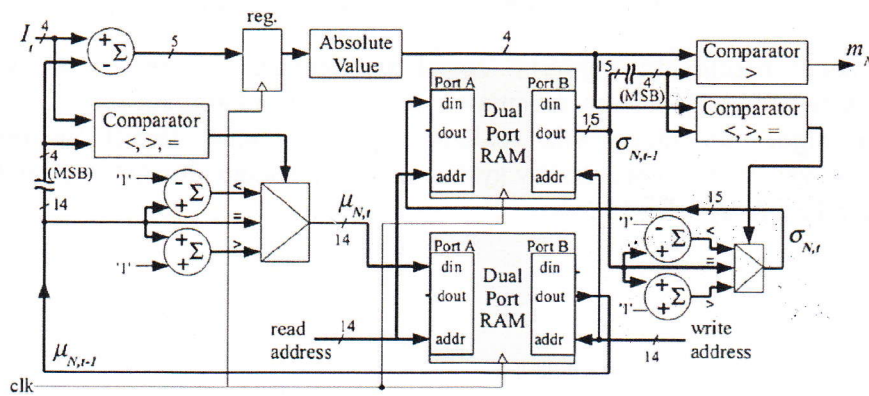 I_t
4
+
-
Σ
5
reg.
Absolute
Value
4
15
4
(MSB)
Comparator
>
m_N
Comparator
<, >, =
4
(MSB)
14
Port A
Port B
din
dout
addr
Dual
Port
RAM
din
dout
addr
15
σ_{N,t-1}
Comparator
<, >, =
'1'
-
+
Σ
<
=
+
+
Σ
>
'1'
μ_{N,t}
14
Port A
Port B
din
dout
addr
Dual
Port
RAM
din
dout
addr
15
'1'
-
+
Σ
<
=
+
+
Σ
>
'1'
σ_{N,t}
read
address
14
14
write
address
μ_{N,t-1}
clk